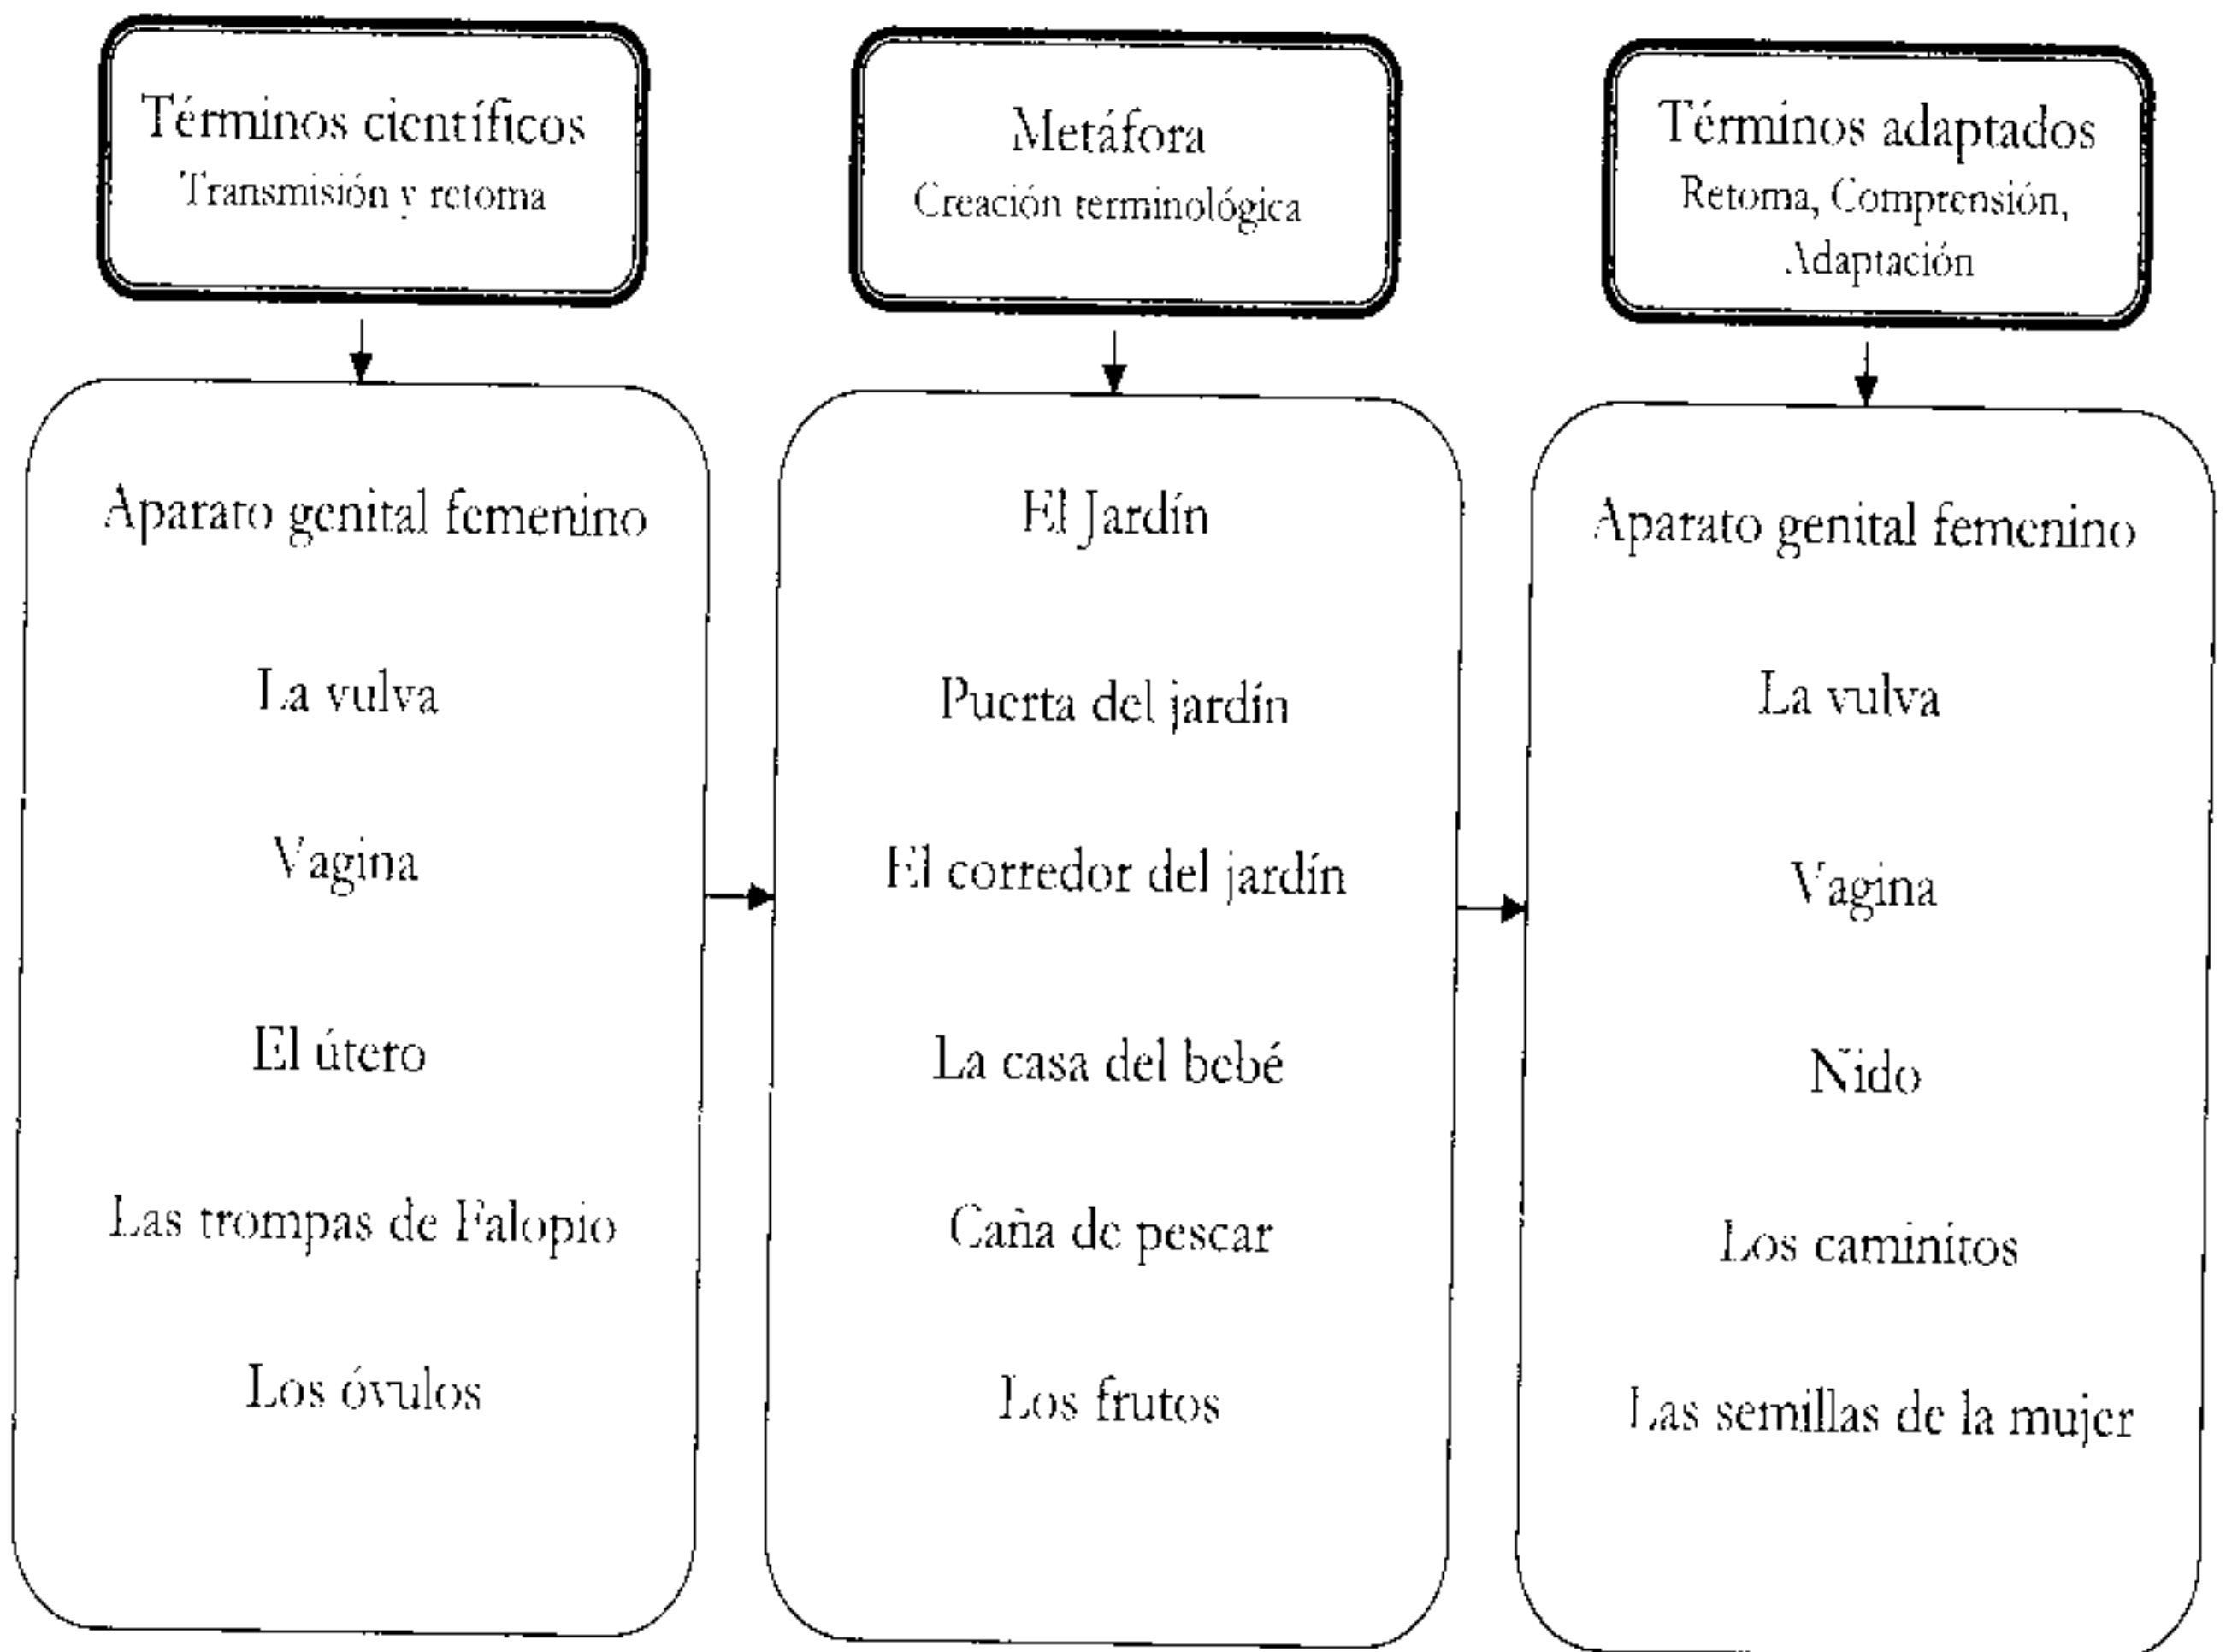 Términos científicos
Transmisión y retoma
Metáfora
Creación terminológica
Términos adaptados
Retoma, Comprensión,
Adaptación
Aparato genital femenino
La vulva
Vagina
El útero
Las trompas de Falopio
Los óvulos
El Jardín
Puerta del jardín
El corredor del jardín
La casa del bebé
Caña de pescar
Los frutos
Aparato genital femenino
La vulva
Vagina
Nido
Los caminitos
Las semillas de la mujer